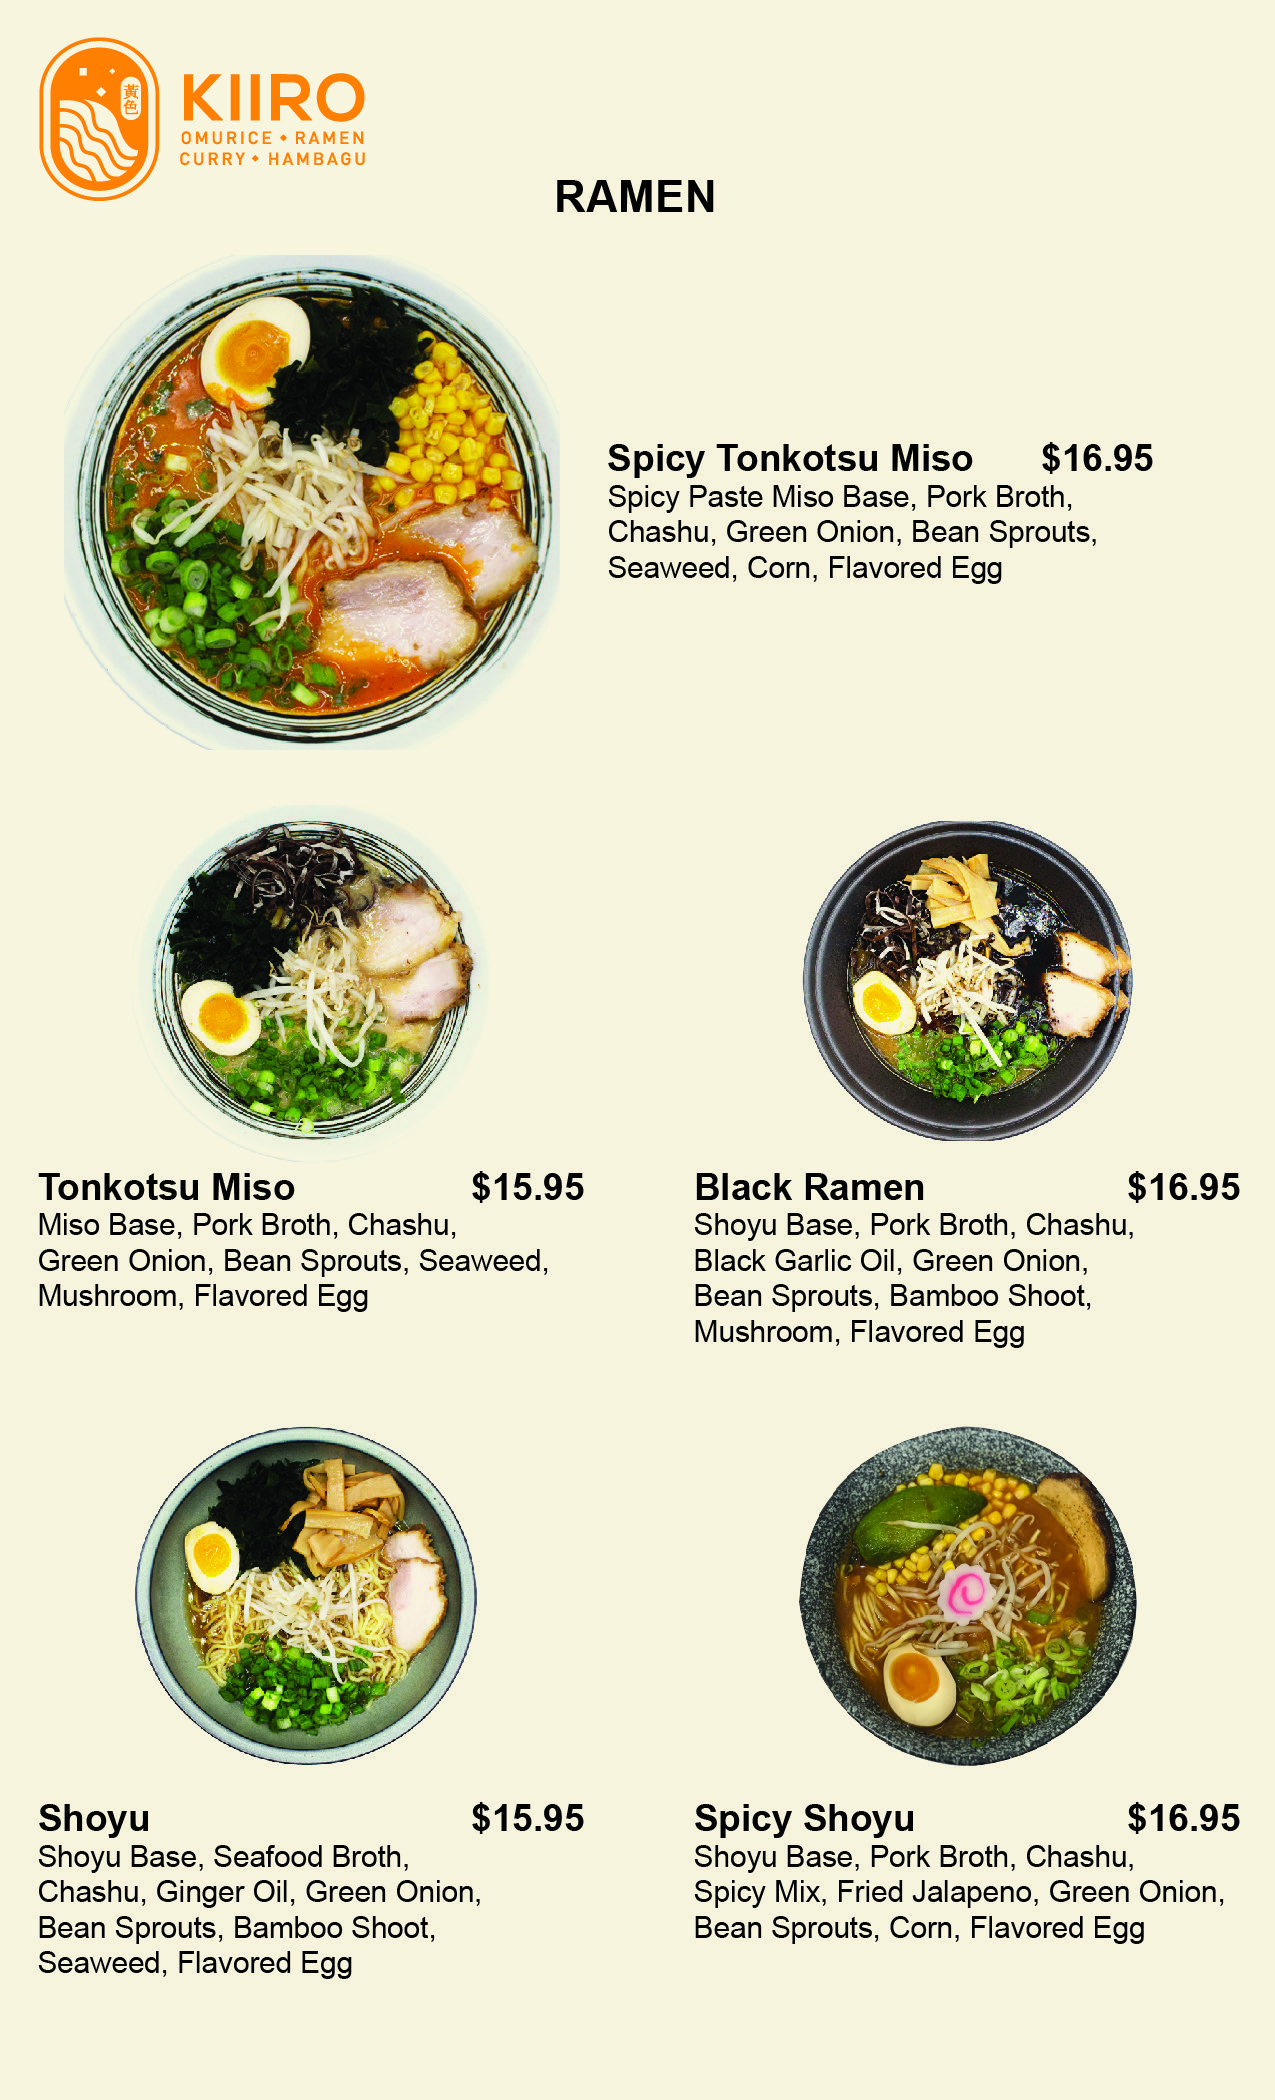 黃色
KIIRO
OMURICE • RAMEN
CURRY • HAMBAGU
RAMEN
Spicy Tonkotsu Miso $16.95
Spicy Paste Miso Base, Pork Broth,
Chashu, Green Onion, Bean Sprouts,
Seaweed, Corn, Flavored Egg
Tonkotsu Miso $15.95
Miso Base, Pork Broth, Chashu,
Green Onion, Bean Sprouts, Seaweed,
Mushroom, Flavored Egg
Black Ramen $16.95
Shoyu Base, Pork Broth, Chashu,
Black Garlic Oil, Green Onion,
Bean Sprouts, Bamboo Shoot,
Mushroom, Flavored Egg
Shoyu $15.95
Shoyu Base, Seafood Broth,
Chashu, Ginger Oil, Green Onion,
Bean Sprouts, Bamboo Shoot,
Seaweed, Flavored Egg
Spicy Shoyu $16.95
Shoyu Base, Pork Broth, Chashu,
Spicy Mix, Fried Jalapeno, Green Onion,
Bean Sprouts, Corn, Flavored Egg